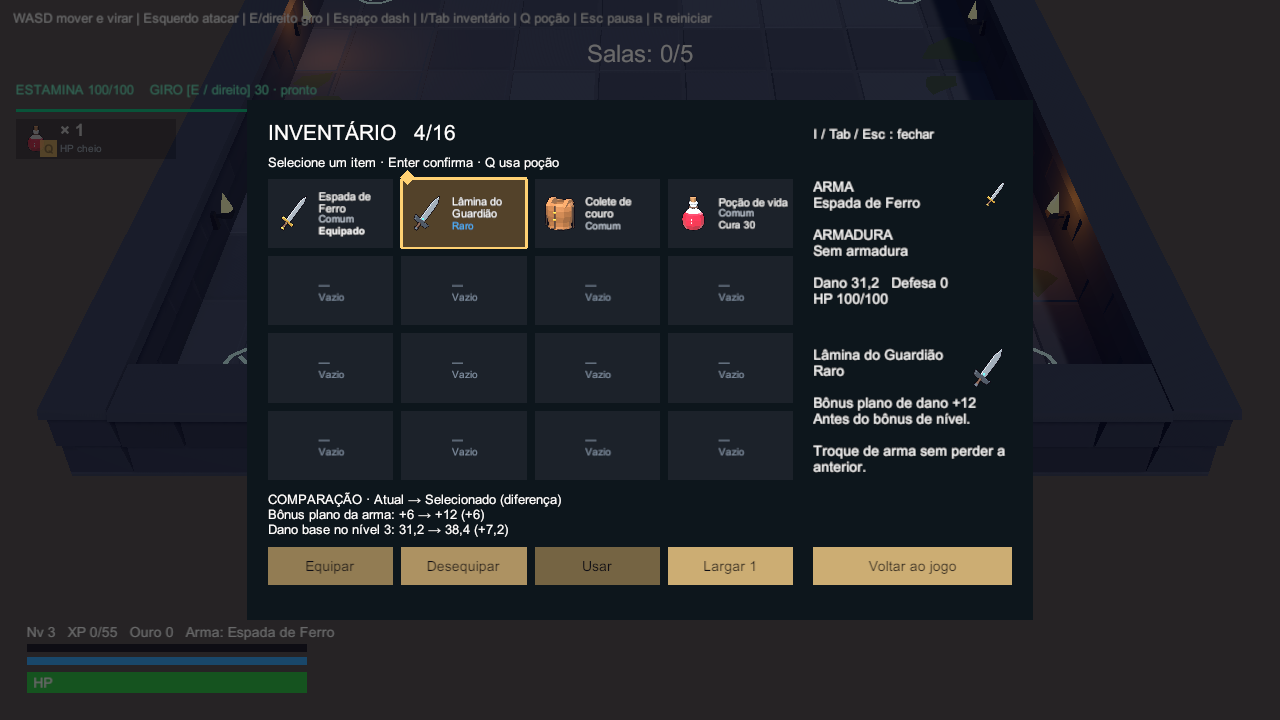 WASD mover e virar | Esquerdo atacar | E/direito giro | Espaço dash | I/Tab inventário | Q poção | Esc pausa | R reiniciar
Salas: 0/5
ESTAMINA 100/100 GIRO [E / direito] 30 · pronto
× 1
Q HP cheio
INVENTÁRIO 4/16
I / Tab / Esc : fechar
Selecione um item · Enter confirma · Q usa poção
Espada de
Ferro
Comum
Equipado
Lâmina do
Guardião
Raro
Colete de
couro
Comum
Poção de vida
Comum
Cura 30
—
Vazio
—
Vazio
—
Vazio
—
Vazio
—
Vazio
—
Vazio
—
Vazio
—
Vazio
—
Vazio
—
Vazio
—
Vazio
—
Vazio
ARMA
Espada de Ferro
ARMADURA
Sem armadura
Dano 31,2 Defesa 0
HP 100/100
Lâmina do Guardião
Raro
Bônus plano de dano +12
Antes do bônus de nível.
Troque de arma sem perder a
anterior.
COMPARAÇÃO · Atual → Selecionado (diferença)
Bônus plano da arma: +6 → +12 (+6)
Dano base no nível 3: 31,2 → 38,4 (+7,2)
Equipar
Desequipar
Usar
Largar 1
Voltar ao jogo
Nv 3 XP 0/55 Ouro 0 Arma: Espada de Ferro
HP